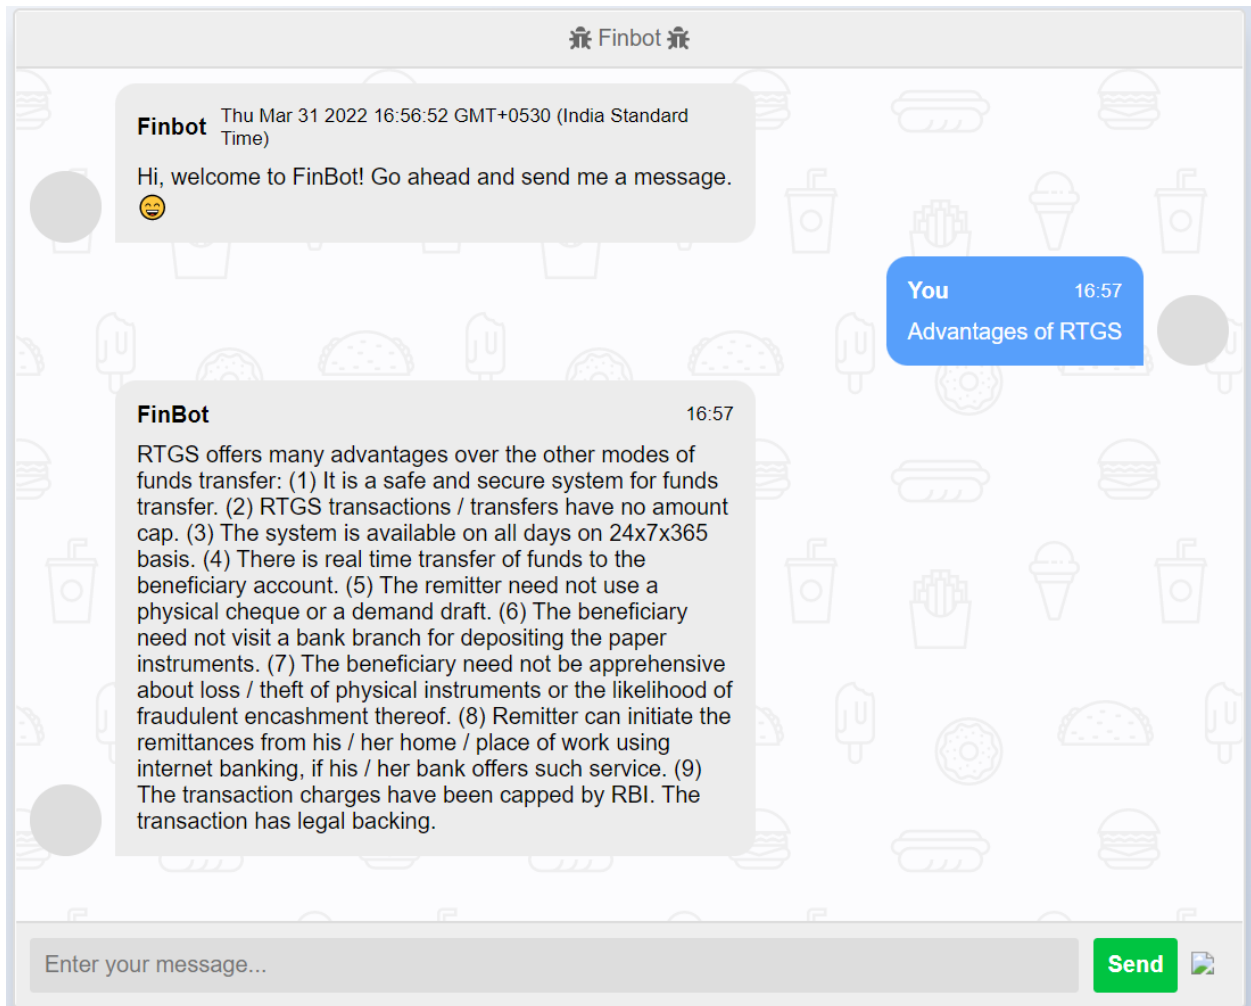 Finbot
Finbot Thu Mar 31 2022 16:56:52 GMT+0530 (India Standard
Time)
Hi, welcome to FinBot! Go ahead and send me a message.
😄
You 16:57
Advantages of RTGS
FinBot 16:57
RTGS offers many advantages over the other modes of
funds transfer: (1) It is a safe and secure system for funds
transfer. (2) RTGS transactions / transfers have no amount
cap. (3) The system is available on all days on 24x7x365
basis. (4) There is real time transfer of funds to the
beneficiary account. (5) The remitter need not use a
physical cheque or a demand draft. (6) The beneficiary
need not visit a bank branch for depositing the paper
instruments. (7) The beneficiary need not be apprehensive
about loss / theft of physical instruments or the likelihood of
fraudulent encashment thereof. (8) Remitter can initiate the
remittances from his / her home / place of work using
internet banking, if his / her bank offers such service. (9)
The transaction charges have been capped by RBI. The
transaction has legal backing.
Enter your message...
Send